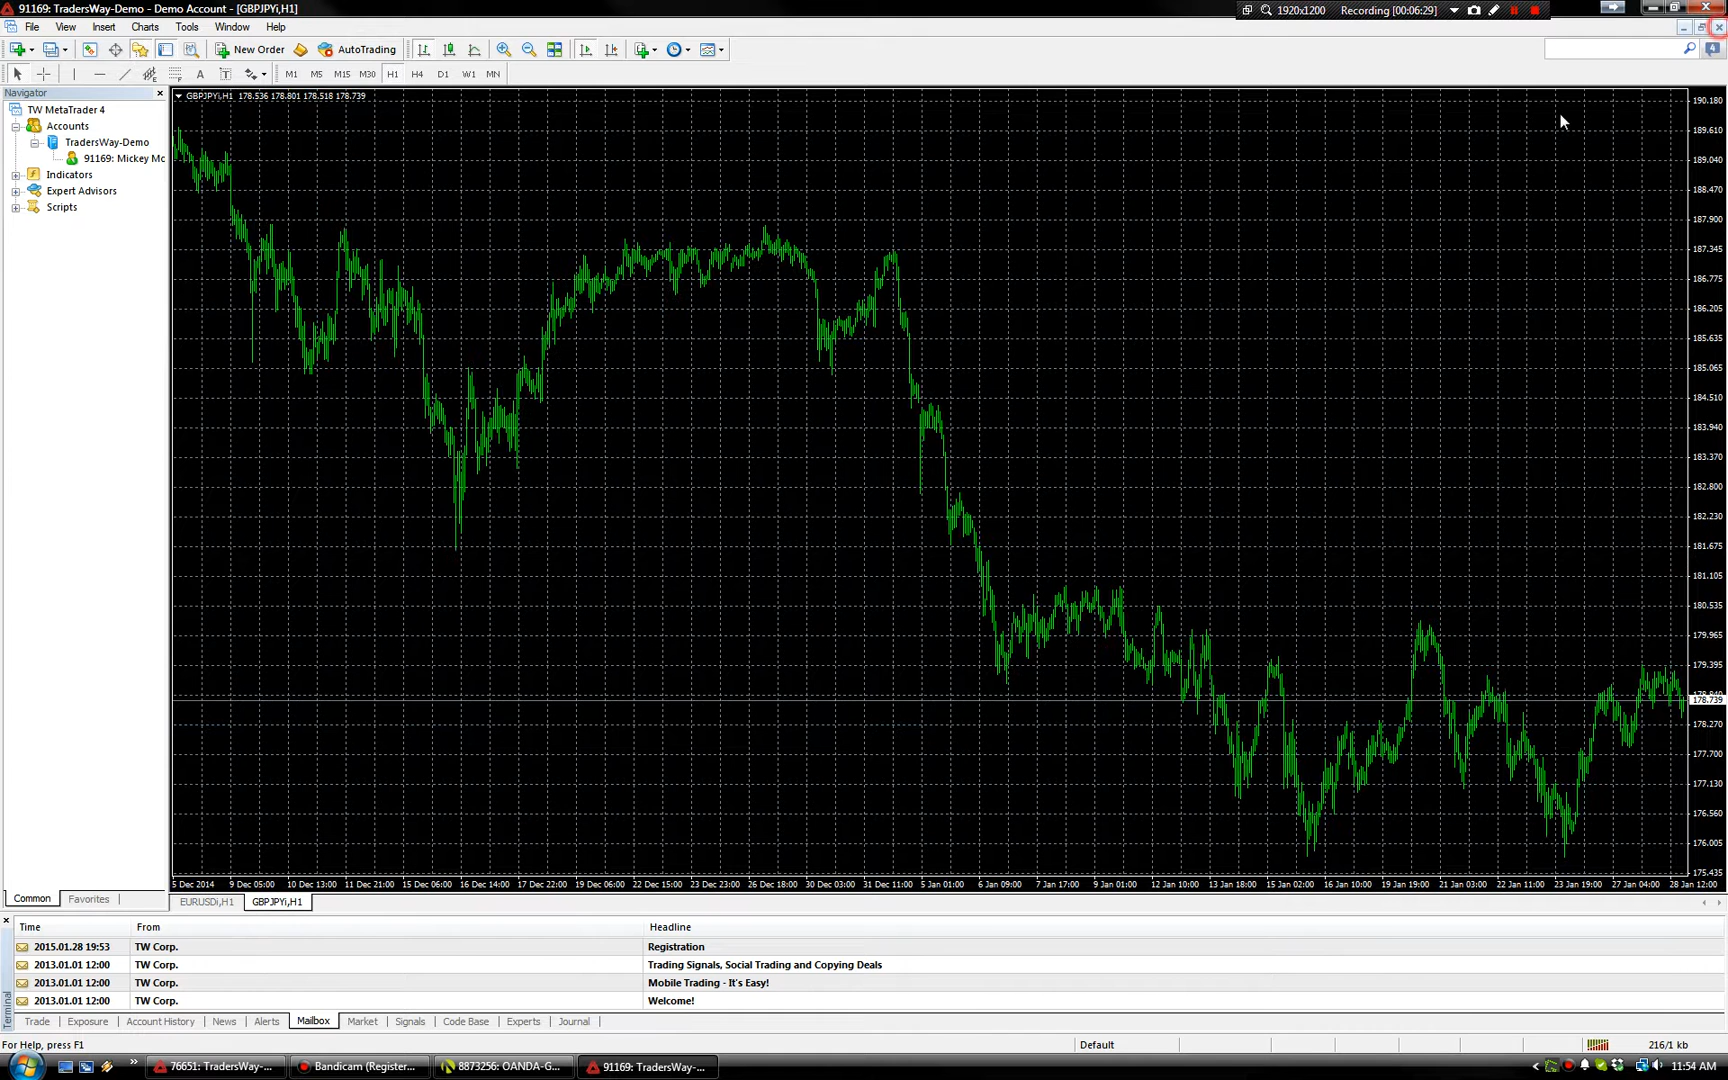 91169: TradersWay-Demo - Demo Account - [GBPJPYi,H1]
1920x1200
Recording [00:06:29]
File View Insert Charts Tools Window Help
New Order
AutoTrading
4
A T M1 M5 M15 M30 H1 H4 D1 W1 MN
Navigator
TW MetaTrader 4
Accounts
TradersWay-Demo
91169: Mickey Mc
Indicators
Expert Advisors
Scripts
Common
Favorites
GBPJPYi,H1 178.536 178.801 178.518 178.739
190.180
189.610
189.040
188.470
187.900
187.345
186.775
186.205
185.635
185.065
184.510
183.940
183.370
182.800
182.230
181.675
181.105
180.535
179.965
179.395
178.840
178.739
178.270
177.700
177.130
176.560
176.005
175.435
5 Dec 2014 9 Dec 05:00 10 Dec 13:00 11 Dec 21:00 15 Dec 06:00 16 Dec 14:00 17 Dec 22:00 19 Dec 06:00 22 Dec 15:00 23 Dec 23:00 26 Dec 18:00 30 Dec 03:00 31 Dec 11:00 5 Jan 01:00 6 Jan 09:00 7 Jan 17:00 9 Jan 01:00 12 Jan 10:00 13 Jan 18:00 15 Jan 02:00 16 Jan 10:00 19 Jan 19:00 21 Jan 03:00 22 Jan 11:00 23 Jan 19:00 27 Jan 04:00 28 Jan 12:00
EURUSDi,H1 GBPJPYi,H1
Time From Headline
2015.01.28 19:53 TW Corp. Registration
2013.01.01 12:00 TW Corp. Trading Signals, Social Trading and Copying Deals
2013.01.01 12:00 TW Corp. Mobile Trading - It's Easy!
2013.01.01 12:00 TW Corp. Welcome!
Terminal
Trade Exposure Account History News Alerts Mailbox Market Signals Code Base Experts Journal
For Help, press F1
Default
216/1 kb
76651: TradersWay-...
Bandicam (Register...
8873256: OANDA-G...
91169: TradersWay-...
11:54 AM